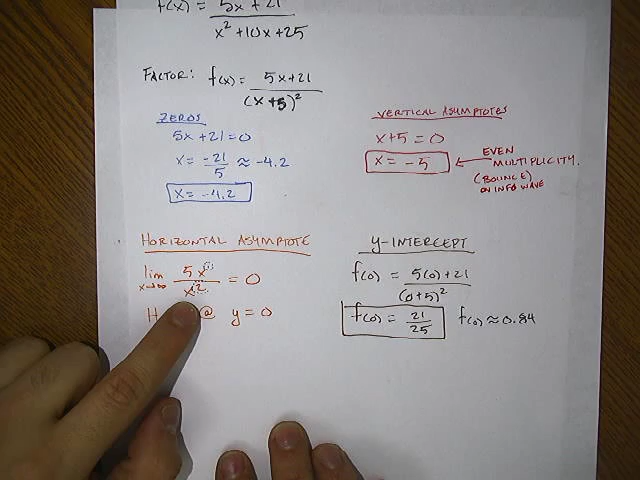 f(x) = 5x+21 / x² + 10x + 25
FACTOR: f(x) = 5x+21 / (x+5)²
ZEROS
5x + 21 = 0
x = -21/5 ≈ -4.2
x = -4.2
VERTICAL ASYMPTOTES
x + 5 = 0
x = -5
EVEN
MULTIPLICITY.
(BOUNCE)
ON INFO WAVE
HORIZONTAL ASYMPTOTE
lim x→∞ 5x¹ / x² = 0
H @ y = 0
y-INTERCEPT
f(0) = 5(0)+21 / (0+5)²
f(0) = 21/25 f(0) ≈ 0.84